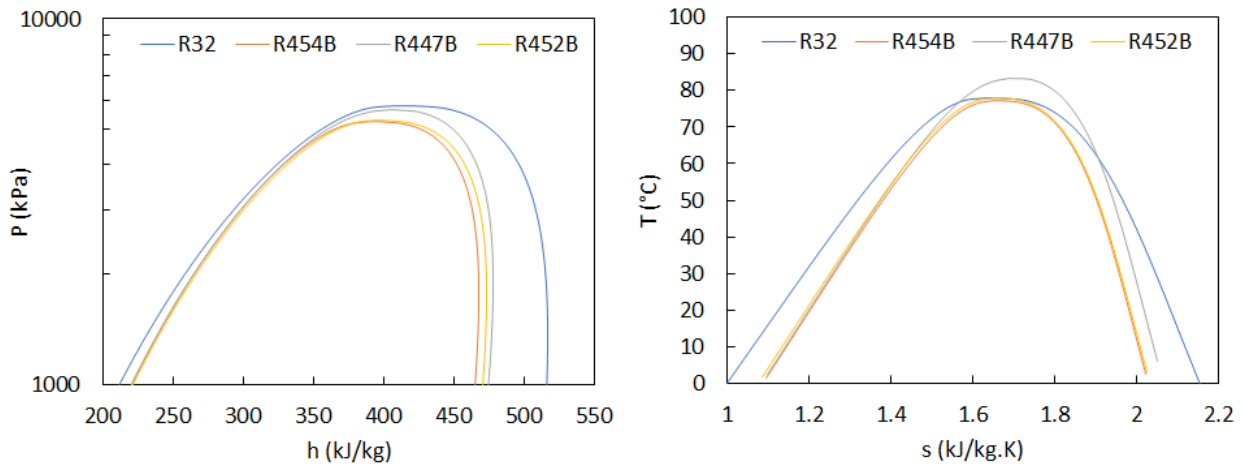 10000
R32 R454B R447B R452B
P (kPa)
1000
200 250 300 350 400 450 500 550
h (kJ/kg)
100
R32 R454B R447B R452B
90
80
70
60
50
T (°C)
40
30
20
10
0
1 1.2 1.4 1.6 1.8 2 2.2
s (kJ/kg.K)